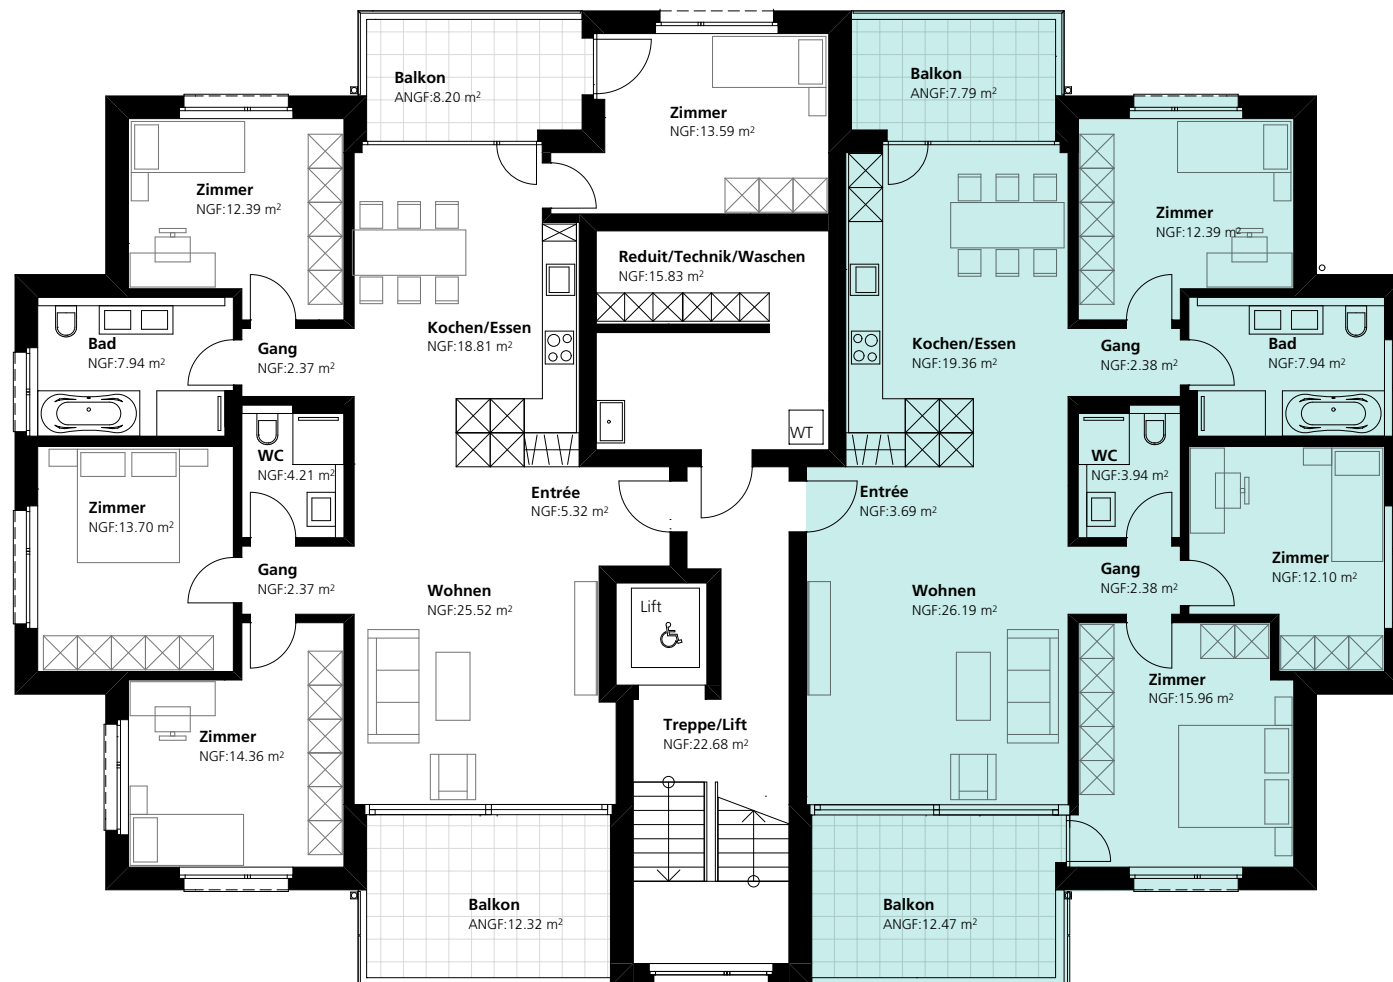 Balkon
ANGF:8.20 m²
Zimmer
NGF:13.59 m²
Balkon
ANGF:7.79 m²
Zimmer
NGF:12.39 m²
Zimmer
NGF:12.39 m²
Reduit/Technik/Waschen
NGF:15.83 m²
Kochen/Essen
NGF:18.81 m²
Kochen/Essen
NGF:19.36 m²
Bad
NGF:7.94 m²
Gang
NGF:2.37 m²
Gang
NGF:2.38 m²
Bad
NGF:7.94 m²
WT
WC
NGF:4.21 m²
WC
NGF:3.94 m²
Zimmer
NGF:13.70 m²
Entrée
NGF:5.32 m²
Entrée
NGF:3.69 m²
Zimmer
NGF:12.10 m²
Gang
NGF:2.37 m²
Gang
NGF:2.38 m²
Wohnen
NGF:25.52 m²
Lift
Wohnen
NGF:26.19 m²
Zimmer
NGF:15.96 m²
Zimmer
NGF:14.36 m²
Treppe/Lift
NGF:22.68 m²
Balkon
ANGF:12.32 m²
Balkon
ANGF:12.47 m²